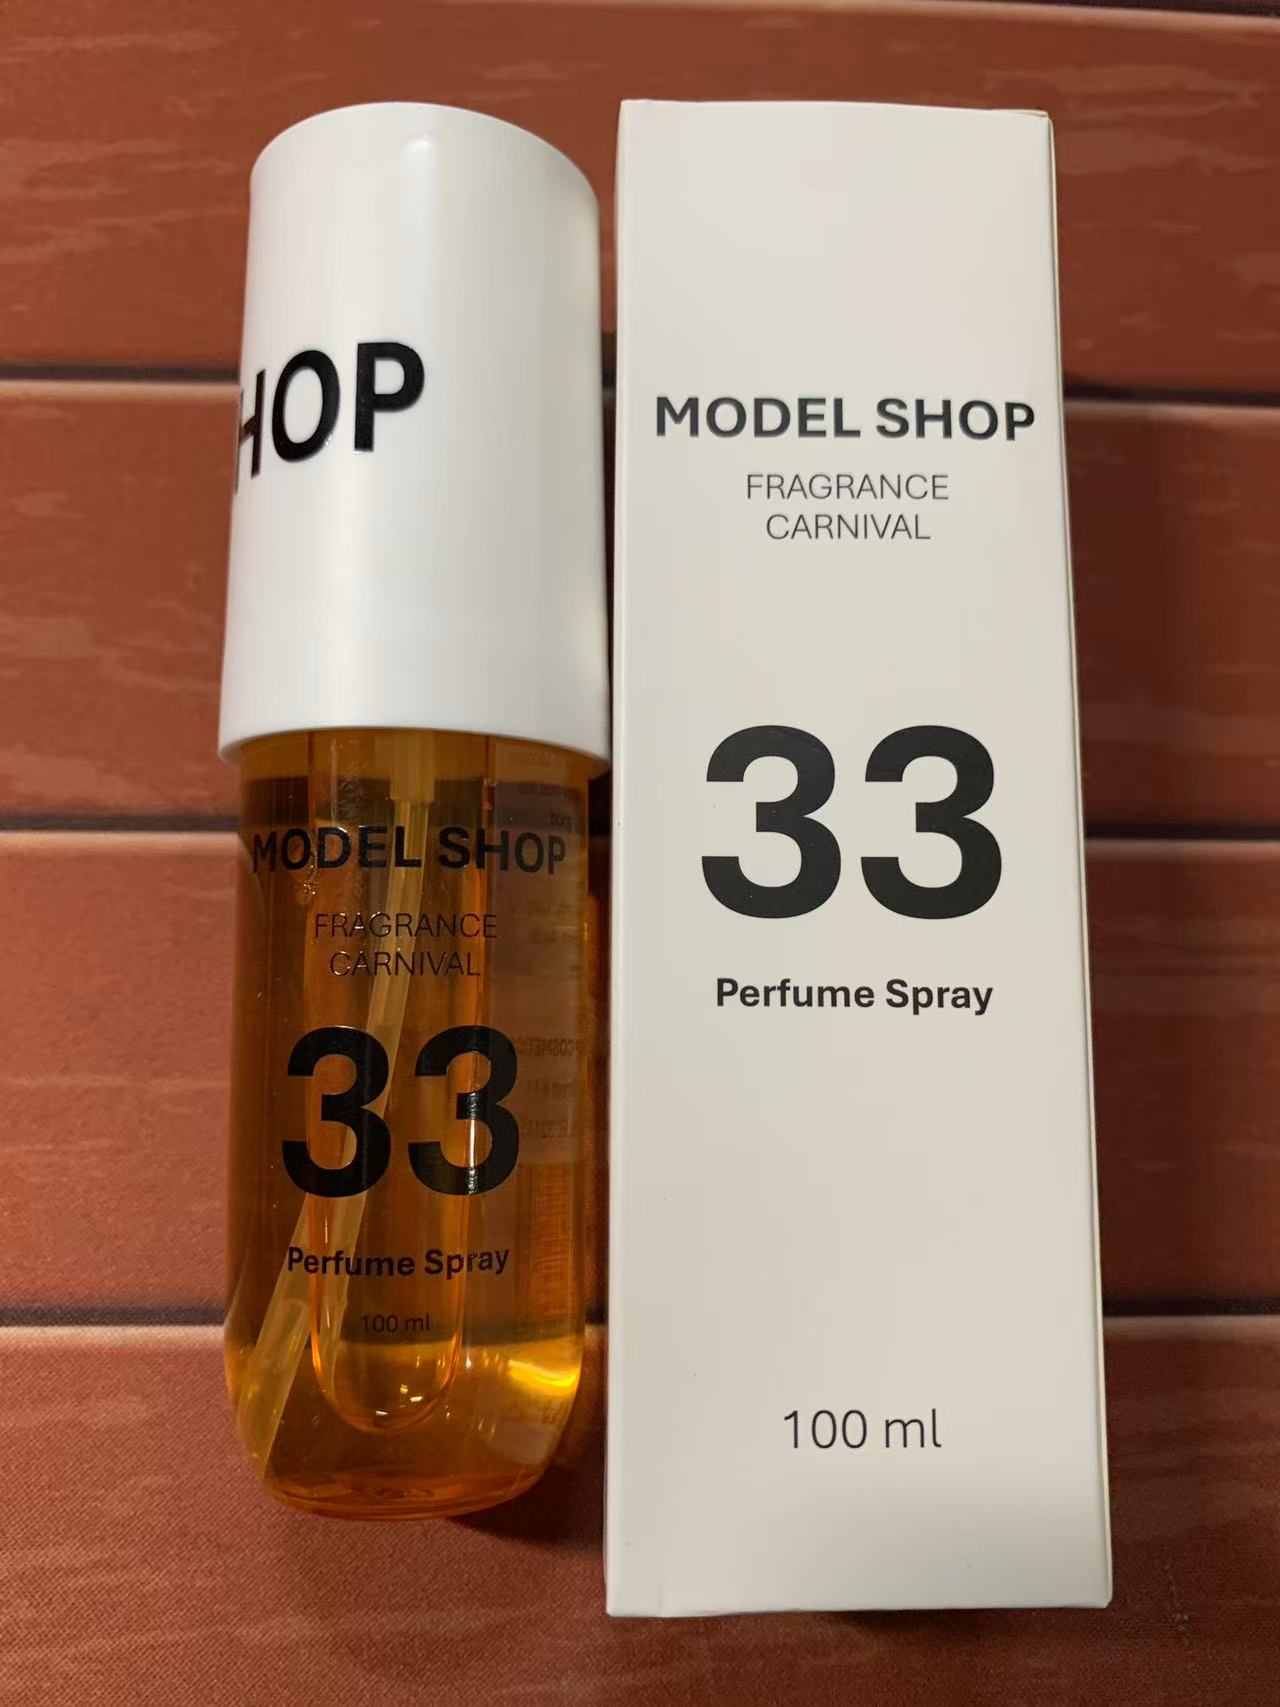 HOP
MODEL SHOP
FRAGRANCE
CARNIVAL
33
Perfume Spray
100 ml
MODEL SHOP
FRAGRANCE
CARNIVAL
33
Perfume Spray
100 ml